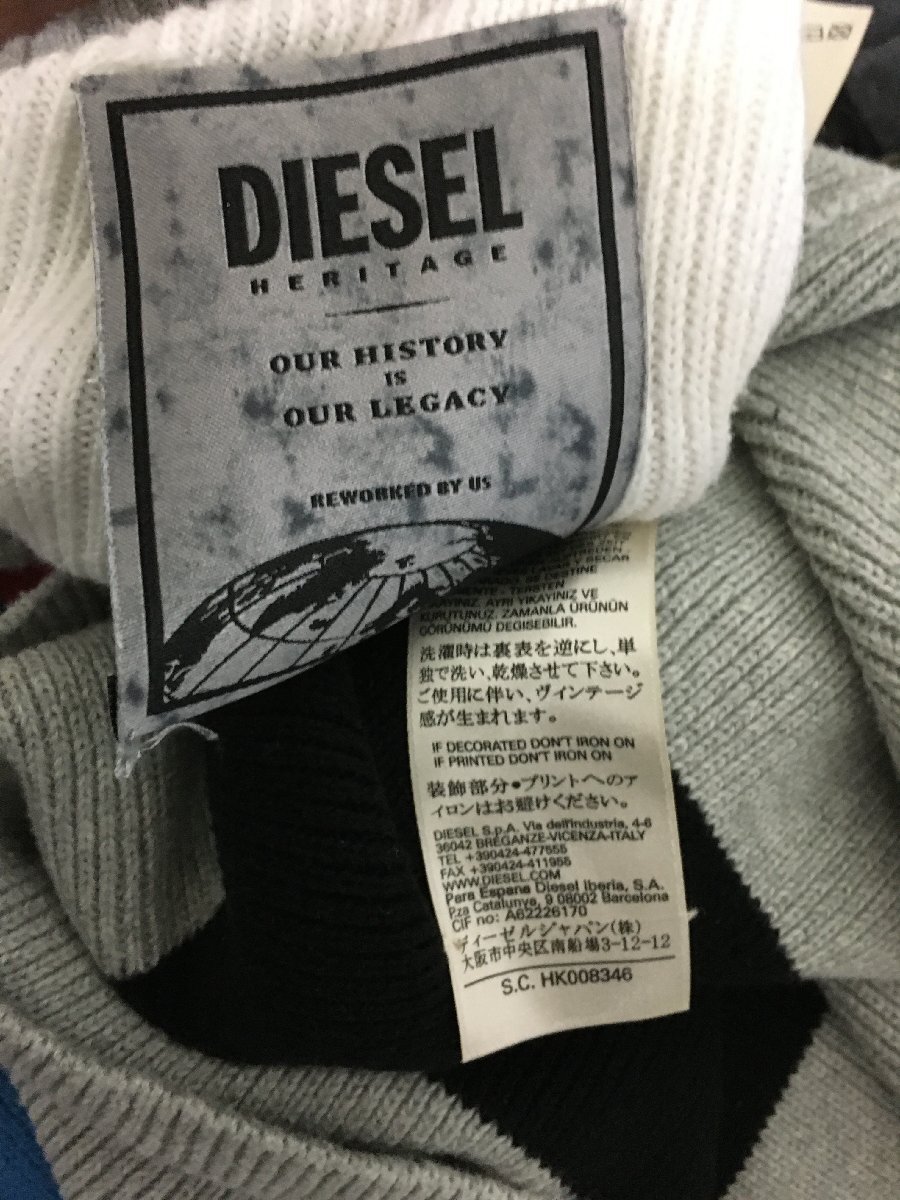 DIESEL
HERITAGE
OUR HISTORY
IS
OUR LEGACY
REWORKED BY US
Y SECAR
DESTINE
TERSTEN
YIKAYINIZ, AYRI YIKAYINIZ VE
KURUTUNUZ. ZAMANLA ÜRÜNÜN
GÖRÜNÜMÜ DEGISEBILIR.
洗濯時は裏表を逆にし、単
独で洗い、乾燥させて下さい。
ご使用に伴い、ヴィンテージ
感が生まれます。
IF DECORATED DON'T IRON ON
IF PRINTED DON'T IRON ON
装飾部分•プリントへのア
イロンはお避けください。
DIESEL S.p.A. Via dell'Industria, 4-6
36042 BREGANZE-VICENZA-ITALY
TEL +390424-477555
FAX +390424-411955
WWW.DIESEL.COM
Para Espana Diesel Iberia, S.A.
Pza Catalunya, 9 08002 Barcelona
CIF no: A62226170
ディーゼルジャパン(株)
大阪市中央区南船場3-12-12
S.C. HK008346